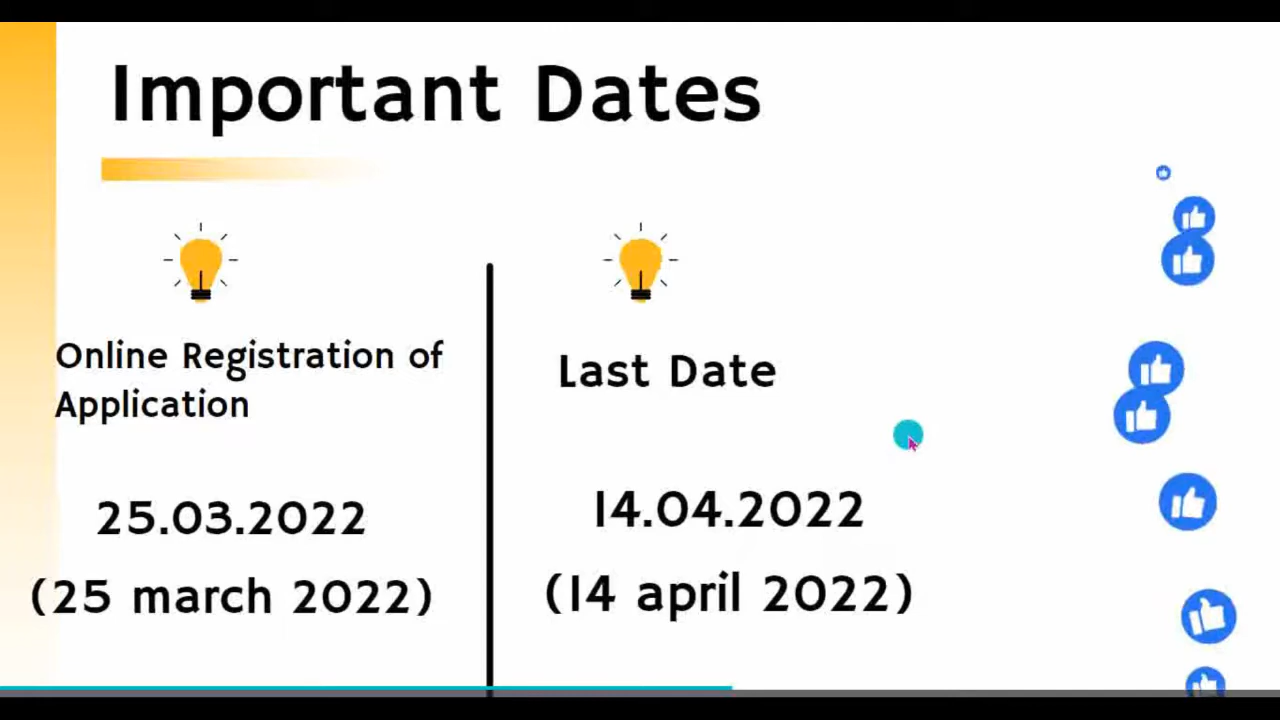 Important Dates
Online Registration of
Application
25.03.2022
(25 march 2022)
Last Date
14.04.2022
(14 april 2022)